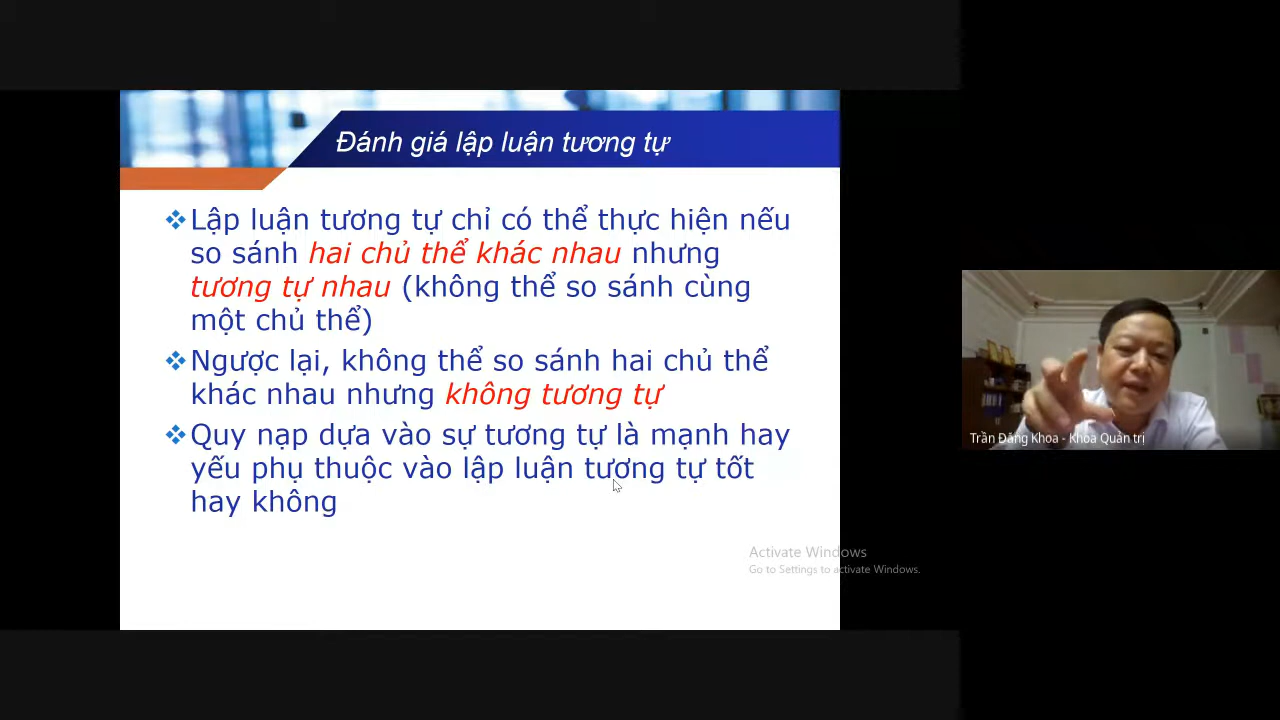 Đánh giá lập luận tương tự
Lập luận tương tự chỉ có thể thực hiện nếu
so sánh hai chủ thể khác nhau nhưng
tương tự nhau (không thể so sánh cùng
một chủ thể)
Ngược lại, không thể so sánh hai chủ thể
khác nhau nhưng không tương tự
Quy nạp dựa vào sự tương tự là mạnh hay
yếu phụ thuộc vào lập luận tương tự tốt
hay không
Trần Đăng Khoa - Khoa Quản trị
Activate Windows
Go to Settings to activate Windows.